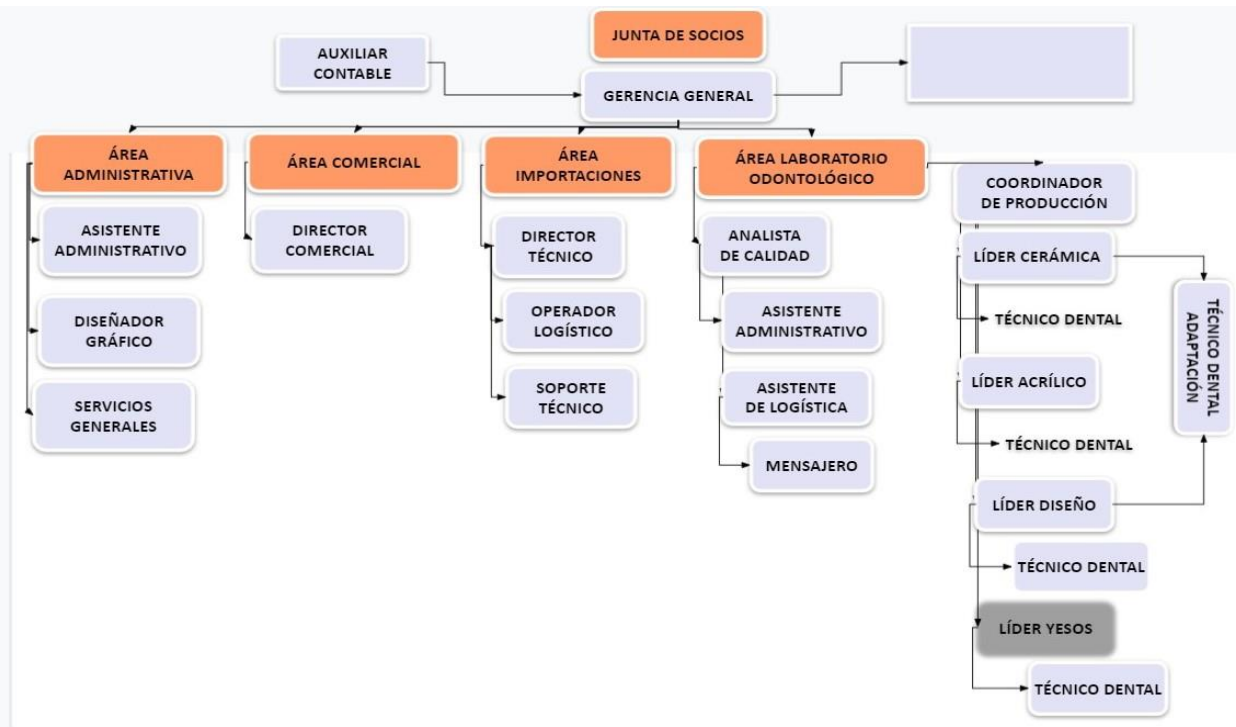 JUNTA DE SOCIOS
AUXILIAR
CONTABLE
GERENCIA GENERAL
ÁREA
ADMINISTRATIVA
ASISTENTE
ADMINISTRATIVO
DISEÑADOR
GRÁFICO
SERVICIOS
GENERALES
ÁREA COMERCIAL
DIRECTOR
COMERCIAL
ÁREA
IMPORTACIONES
DIRECTOR
TÉCNICO
OPERADOR
LOGÍSTICO
SOPORTE
TÉCNICO
ÁREA LABORATORIO
ODONTOLÓGICO
ANALISTA
DE CALIDAD
ASISTENTE
ADMINISTRATIVO
ASISTENTE
DE LOGÍSTICA
MENSAJERO
COORDINADOR
DE PRODUCCIÓN
LÍDER CERÁMICA
TÉCNICO DENTAL
LÍDER ACRÍLICO
TÉCNICO DENTAL
LÍDER DISEÑO
TÉCNICO DENTAL
LÍDER YESOS
TÉCNICO DENTAL
TÉCNICO DENTAL
ADAPTACIÓN